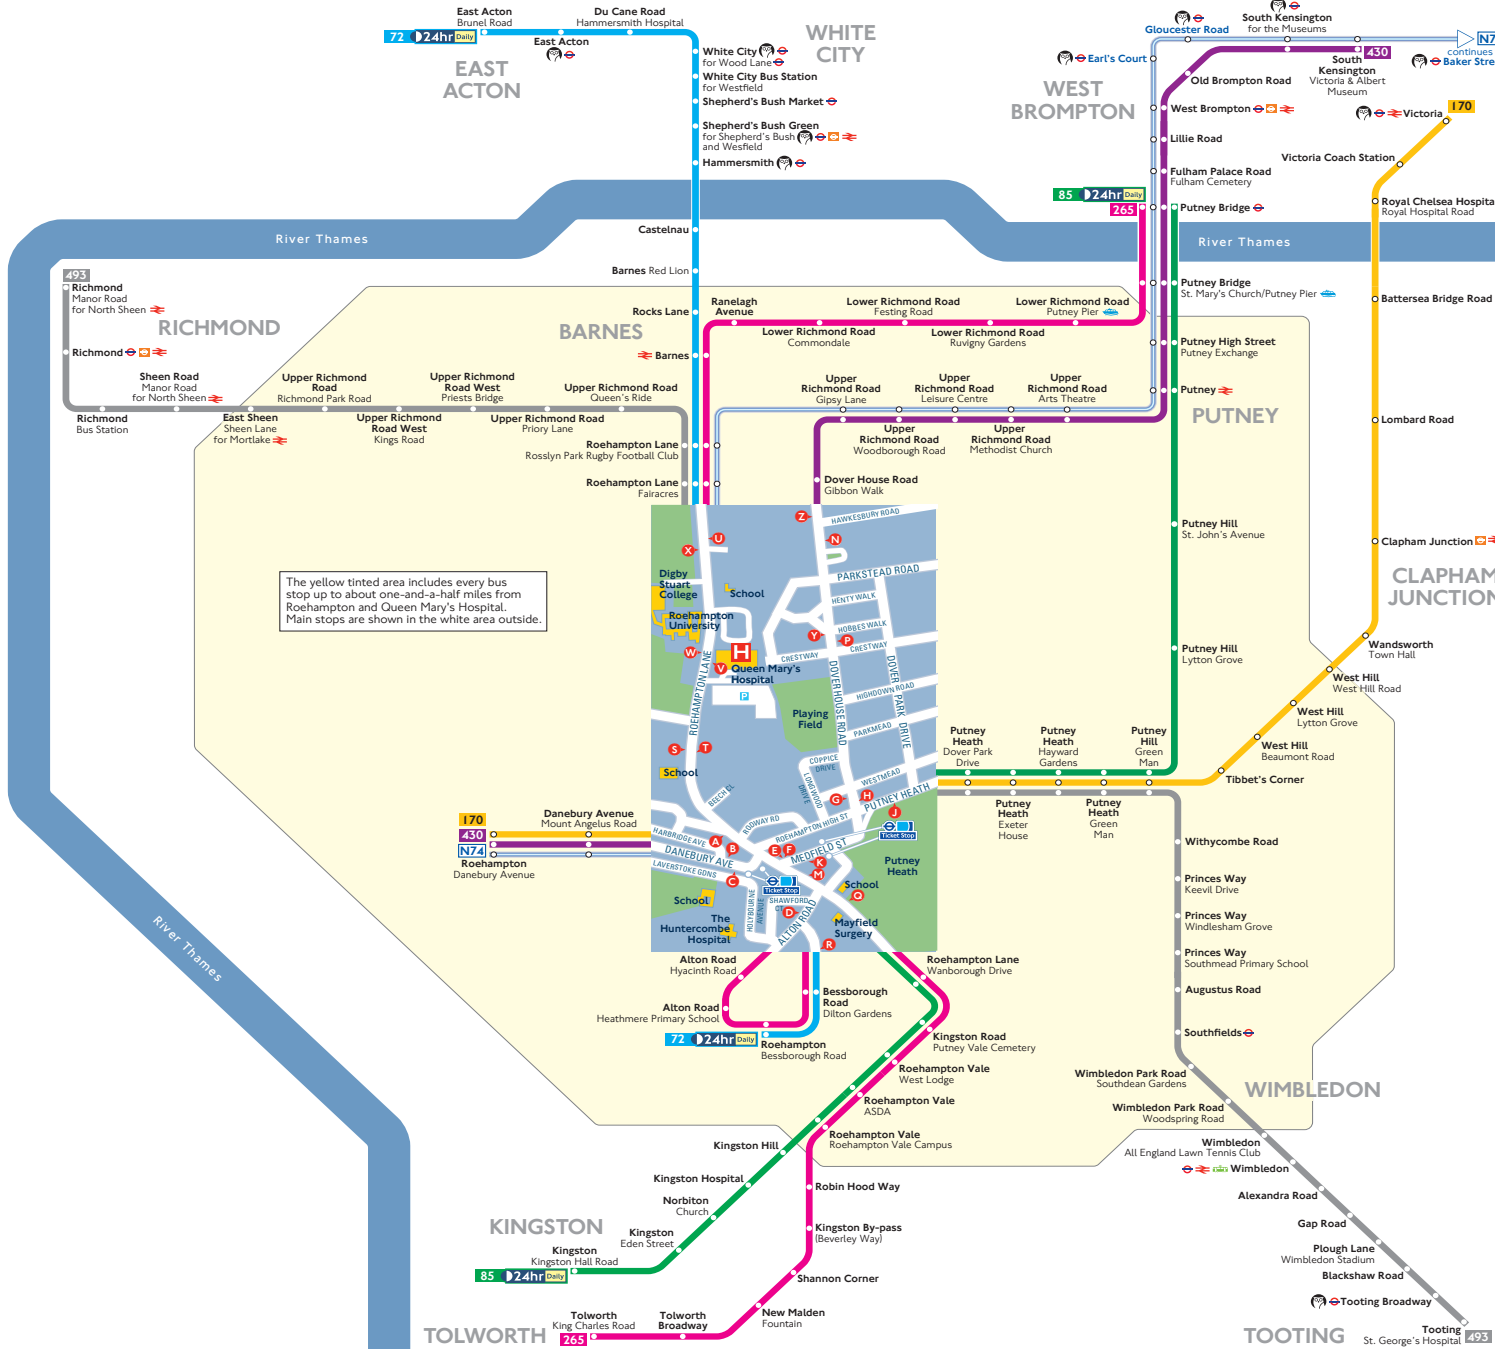 East Acton
Brunel Road
72 24hr Daily
East Acton
Du Cane Road
Hammersmith Hospital
EAST
ACTON
WHITE
CITY
White City
for Wood Lane
White City Bus Station
for Westfield
Shepherd's Bush Market
Shepherd's Bush Green
for Shepherd's Bush
and Wesfield
Hammersmith
Castelnau
Barnes Red Lion
Rocks Lane
Barnes
BARNES
River Thames
River Thames
River Thames
WEST
BROMPTON
Gloucester Road
South Kensington
for the Museums
Earl's Court
N7
continues
Baker Stre
430
South
Kensington
Victoria & Albert
Museum
Old Brompton Road
West Brompton
Lillie Road
Fulham Palace Road
Fulham Cemetery
85 24hr Daily
265
Putney Bridge
Putney Bridge
St. Mary's Church/Putney Pier
Putney High Street
Putney Exchange
Putney
PUTNEY
170
Victoria
Victoria Coach Station
Royal Chelsea Hospita
Royal Hospital Road
Battersea Bridge Road
Lombard Road
Clapham Junction
CLAPHAM
JUNCTION
Wandsworth
Town Hall
West Hill
West Hill Road
West Hill
Lytton Grove
West Hill
Beaumont Road
Tibbet's Corner
493
Richmond
Manor Road
for North Sheen
RICHMOND
Richmond
Richmond
Bus Station
Sheen Road
Manor Road
for North Sheen
East Sheen
Sheen Lane
for Mortlake
Upper Richmond
Road
Richmond Park Road
Upper Richmond
Road West
Kings Road
Upper Richmond
Road West
Priests Bridge
Upper Richmond Road
Priory Lane
Upper Richmond Road
Queen's Ride
Roehampton Lane
Rosslyn Park Rugby Football Club
Roehampton Lane
Fairacres
Ranelagh
Avenue
Lower Richmond Road
Commondale
Lower Richmond Road
Festing Road
Lower Richmond Road
Ruvigny Gardens
Lower Richmond Road
Putney Pier
Upper
Richmond Road
Gipsy Lane
Upper
Richmond Road
Leisure Centre
Upper
Richmond Road
Arts Theatre
Upper
Richmond Road
Woodborough Road
Upper
Richmond Road
Methodist Church
Dover House Road
Gibbon Walk
Putney Hill
St. John's Avenue
Putney Hill
Lytton Grove
Putney
Hill
Green
Man
Putney
Heath
Hayward
Gardens
Putney
Heath
Dover Park
Drive
Putney
Heath
Exeter
House
Putney
Heath
Green
Man
The yellow tinted area includes every bus
stop up to about one-and-a-half miles from
Roehampton and Queen Mary's Hospital.
Main stops are shown in the white area outside.
Z
HAWKESBURY ROAD
U
X
N
PARKSTEAD ROAD
Digby
Stuart
College
School
HENTY WALK
Roehampton
University
HOBBES WALK
Y
P
CRESTWAY
CRESTWAY
W
H
V
Queen Mary's
Hospital
P
ROEHAMPTON LANE
DOVER HOUSE ROAD
DOVER PARK DRIVE
HIGHDOWN ROAD
Playing
Field
PARKMEAD
S
T
School
COPPICE
DRIVE
LONGWOOD
DRIVE
WESTMEAD
BEECH CL
G
H
PUTNEY HEATH
J
RODWAY RD
ROEHAMPTON HIGH ST
Ticket Stop
HARBRIDGE AVE
A
B
E
F
MEDFIELD ST
DANEBURY AVE
LAVERSTOKE GDNS
K
M
Putney
Heath
C
Ticket Stop
School
Q
School
HOLYBOURNE
AVENUE
SHAWFORD
CT
D
The
Huntercombe
Hospital
ALTON ROAD
Mayfield
Surgery
R
170
430
N74
Danebury Avenue
Mount Angelus Road
Roehampton
Danebury Avenue
Alton Road
Hyacinth Road
Alton Road
Heathmere Primary School
Bessborough
Road
Dilton Gardens
72 24hr Daily
Roehampton
Bessborough Road
Roehampton Lane
Wanborough Drive
Kingston Road
Putney Vale Cemetery
Roehampton Vale
West Lodge
Roehampton Vale
ASDA
Roehampton Vale
Roehampton Vale Campus
Kingston Hill
Kingston Hospital
Norbiton
Church
Kingston
Eden Street
KINGSTON
Kingston
Kingston Hall Road
85 24hr Daily
Robin Hood Way
Kingston By-pass
(Beverley Way)
Shannon Corner
New Malden
Fountain
Tolworth
Broadway
Tolworth
King Charles Road
265
TOLWORTH
Withycombe Road
Princes Way
Keevil Drive
Princes Way
Windlesham Grove
Princes Way
Southmead Primary School
Augustus Road
Southfields
Wimbledon Park Road
Southdean Gardens
WIMBLEDON
Wimbledon Park Road
Woodspring Road
Wimbledon
All England Lawn Tennis Club
Wimbledon
Alexandra Road
Gap Road
Plough Lane
Wimbledon Stadium
Blackshaw Road
Tooting Broadway
TOOTING
Tooting
St. George's Hospital
493